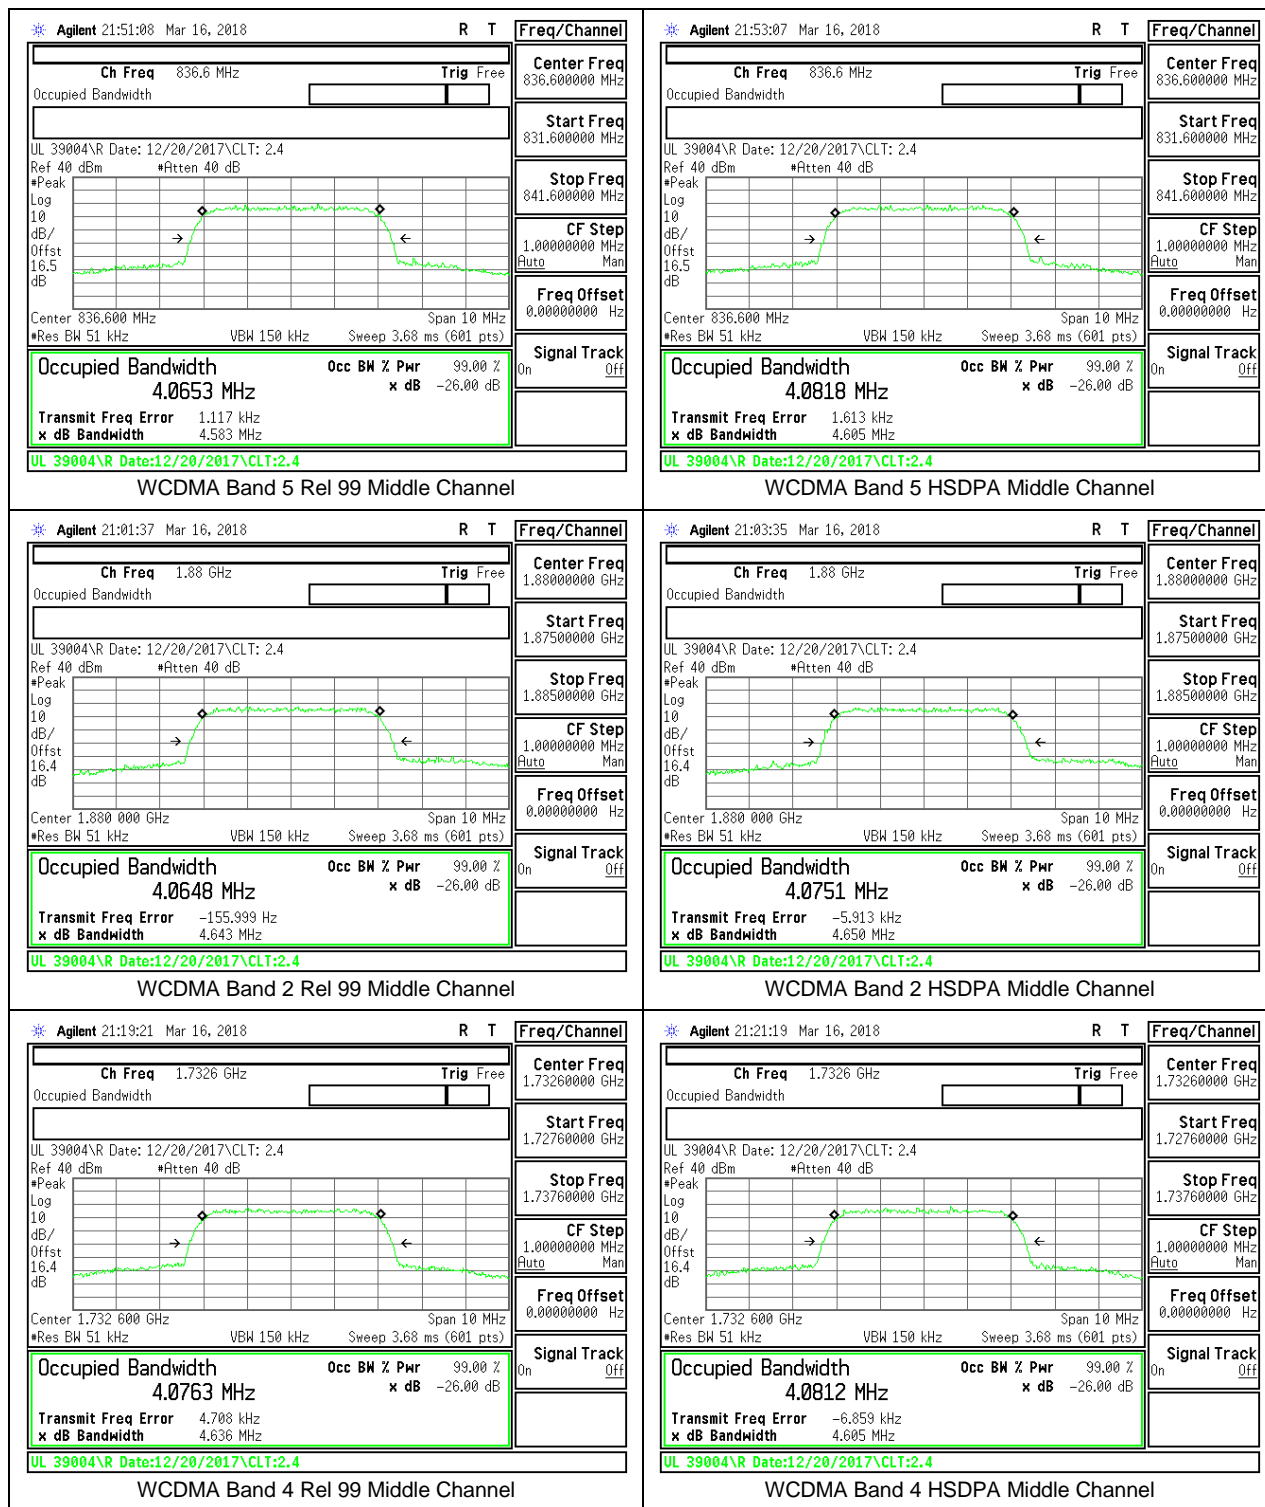 Agilent 21:51:08 Mar 16, 2018 R T Freq/Channel
Ch Freq 836.6 MHz Trig Free
Occupied Bandwidth
Center Freq
836.600000 MHz
Start Freq
831.600000 MHz
UL 39004\R Date: 12/20/2017\CLT: 2.4
Ref 40 dBm #Atten 40 dB
#Peak
Log
10
dB/
Offst
16.5
dB
Stop Freq
841.600000 MHz
CF Step
1.00000000 MHz
Auto Man
Freq Offset
0.00000000 Hz
Center 836.600 MHz Span 10 MHz
#Res BW 51 kHz VBW 150 kHz Sweep 3.68 ms (601 pts)
Signal Track
On Off
Occupied Bandwidth Occ BW % Pwr 99.00 %
4.0653 MHz x dB -26.00 dB
Transmit Freq Error 1.117 kHz
x dB Bandwidth 4.583 MHz
UL 39004\R Date:12/20/2017\CLT:2.4
WCDMA Band 5 Rel 99 Middle Channel
Agilent 21:53:07 Mar 16, 2018 R T Freq/Channel
Ch Freq 836.6 MHz Trig Free
Occupied Bandwidth
Center Freq
836.600000 MHz
Start Freq
831.600000 MHz
UL 39004\R Date: 12/20/2017\CLT: 2.4
Ref 40 dBm #Atten 40 dB
#Peak
Log
10
dB/
Offst
16.5
dB
Stop Freq
841.600000 MHz
CF Step
1.00000000 MHz
Auto Man
Freq Offset
0.00000000 Hz
Center 836.600 MHz Span 10 MHz
#Res BW 51 kHz VBW 150 kHz Sweep 3.68 ms (601 pts)
Signal Track
On Off
Occupied Bandwidth Occ BW % Pwr 99.00 %
4.0818 MHz x dB -26.00 dB
Transmit Freq Error 1.613 kHz
x dB Bandwidth 4.605 MHz
UL 39004\R Date:12/20/2017\CLT:2.4
WCDMA Band 5 HSDPA Middle Channel
Agilent 21:01:37 Mar 16, 2018 R T Freq/Channel
Ch Freq 1.88 GHz Trig Free
Occupied Bandwidth
Center Freq
1.88000000 GHz
Start Freq
1.87500000 GHz
UL 39004\R Date: 12/20/2017\CLT: 2.4
Ref 40 dBm #Atten 40 dB
#Peak
Log
10
dB/
Offst
16.4
dB
Stop Freq
1.88500000 GHz
CF Step
1.00000000 MHz
Auto Man
Freq Offset
0.00000000 Hz
Center 1.880 000 GHz Span 10 MHz
#Res BW 51 kHz VBW 150 kHz Sweep 3.68 ms (601 pts)
Signal Track
On Off
Occupied Bandwidth Occ BW % Pwr 99.00 %
4.0648 MHz x dB -26.00 dB
Transmit Freq Error -155.999 Hz
x dB Bandwidth 4.643 MHz
UL 39004\R Date:12/20/2017\CLT:2.4
WCDMA Band 2 Rel 99 Middle Channel
Agilent 21:03:35 Mar 16, 2018 R T Freq/Channel
Ch Freq 1.88 GHz Trig Free
Occupied Bandwidth
Center Freq
1.88000000 GHz
Start Freq
1.87500000 GHz
UL 39004\R Date: 12/20/2017\CLT: 2.4
Ref 40 dBm #Atten 40 dB
#Peak
Log
10
dB/
Offst
16.4
dB
Stop Freq
1.88500000 GHz
CF Step
1.00000000 MHz
Auto Man
Freq Offset
0.00000000 Hz
Center 1.880 000 GHz Span 10 MHz
#Res BW 51 kHz VBW 150 kHz Sweep 3.68 ms (601 pts)
Signal Track
On Off
Occupied Bandwidth Occ BW % Pwr 99.00 %
4.0751 MHz x dB -26.00 dB
Transmit Freq Error -5.913 kHz
x dB Bandwidth 4.650 MHz
UL 39004\R Date:12/20/2017\CLT:2.4
WCDMA Band 2 HSDPA Middle Channel
Agilent 21:19:21 Mar 16, 2018 R T Freq/Channel
Ch Freq 1.7326 GHz Trig Free
Occupied Bandwidth
Center Freq
1.73260000 GHz
Start Freq
1.72760000 GHz
UL 39004\R Date: 12/20/2017\CLT: 2.4
Ref 40 dBm #Atten 40 dB
#Peak
Log
10
dB/
Offst
16.4
dB
Stop Freq
1.73760000 GHz
CF Step
1.00000000 MHz
Auto Man
Freq Offset
0.00000000 Hz
Center 1.732 600 GHz Span 10 MHz
#Res BW 51 kHz VBW 150 kHz Sweep 3.68 ms (601 pts)
Signal Track
On Off
Occupied Bandwidth Occ BW % Pwr 99.00 %
4.0763 MHz x dB -26.00 dB
Transmit Freq Error 4.708 kHz
x dB Bandwidth 4.636 MHz
UL 39004\R Date:12/20/2017\CLT:2.4
WCDMA Band 4 Rel 99 Middle Channel
Agilent 21:21:19 Mar 16, 2018 R T Freq/Channel
Ch Freq 1.7326 GHz Trig Free
Occupied Bandwidth
Center Freq
1.73260000 GHz
Start Freq
1.72760000 GHz
UL 39004\R Date: 12/20/2017\CLT: 2.4
Ref 40 dBm #Atten 40 dB
#Peak
Log
10
dB/
Offst
16.4
dB
Stop Freq
1.73760000 GHz
CF Step
1.00000000 MHz
Auto Man
Freq Offset
0.00000000 Hz
Center 1.732 600 GHz Span 10 MHz
#Res BW 51 kHz VBW 150 kHz Sweep 3.68 ms (601 pts)
Signal Track
On Off
Occupied Bandwidth Occ BW % Pwr 99.00 %
4.0812 MHz x dB -26.00 dB
Transmit Freq Error -6.859 kHz
x dB Bandwidth 4.605 MHz
UL 39004\R Date:12/20/2017\CLT:2.4
WCDMA Band 4 HSDPA Middle Channel